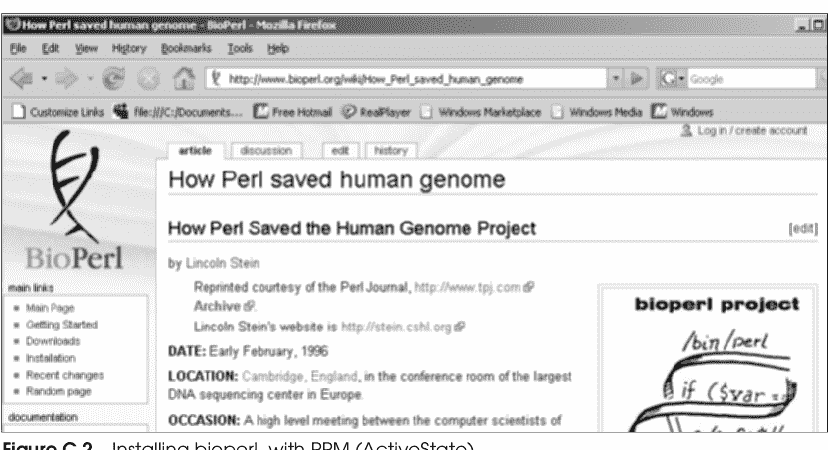 How Perl saved human genome - BioPerl - Mozilla Firefox
File Edit View History Bookmarks Tools Help
http://www.bioperl.org/wiki/How_Perl_saved_human_genome
Google
Customize Links file:///C:/Documents... Free Hotmail RealPlayer Windows Marketplace Windows Media Windows
Log in / create account
article discussion edit history
How Perl saved human genome
How Perl Saved the Human Genome Project [edit]
by Lincoln Stein
Reprinted courtesy of the Perl Journal, http://www.tpj.com
Archive.
Lincoln Stein's website is http://stein.cshl.org
DATE: Early February, 1996
LOCATION: Cambridge, England, in the conference room of the largest
DNA sequencing center in Europe.
OCCASION: A high level meeting between the computer scientists of
BioPerl
main links
Main Page
Getting Started
Downloads
Installation
Recent changes
Random page
documentation
bioperl project
/bin/perl
if ($var =
Figure C.2 Installing bioperl, with PPM (ActiveState)